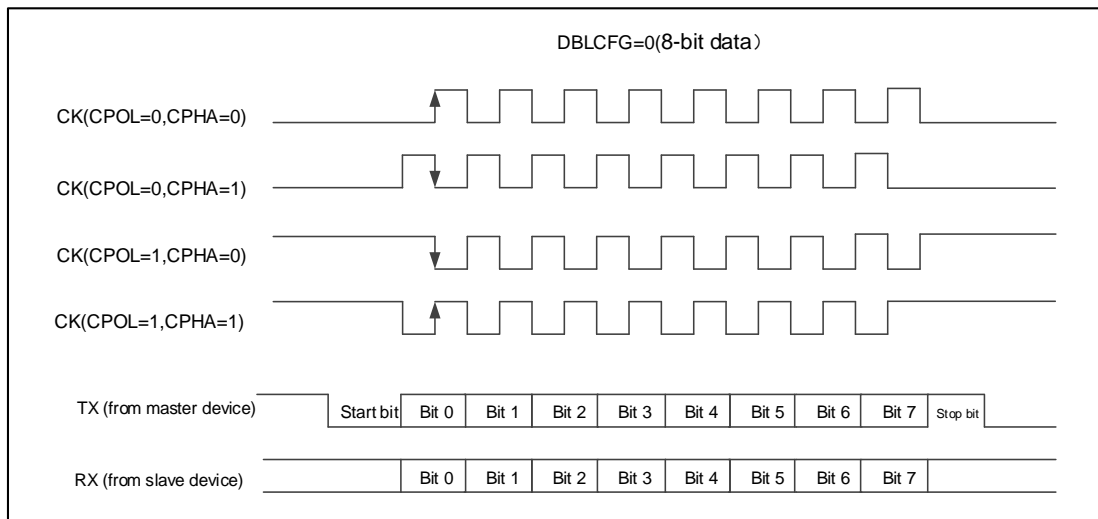 DBLCFG=0(8-bit data）
CK(CPOL=0,CPHA=0)
CK(CPOL=0,CPHA=1)
CK(CPOL=1,CPHA=0)
CK(CPOL=1,CPHA=1)
TX (from master device) Start bit Bit 0 Bit 1 Bit 2 Bit 3 Bit 4 Bit 5 Bit 6 Bit 7 Stop bit
RX (from slave device) Bit 0 Bit 1 Bit 2 Bit 3 Bit 4 Bit 5 Bit 6 Bit 7